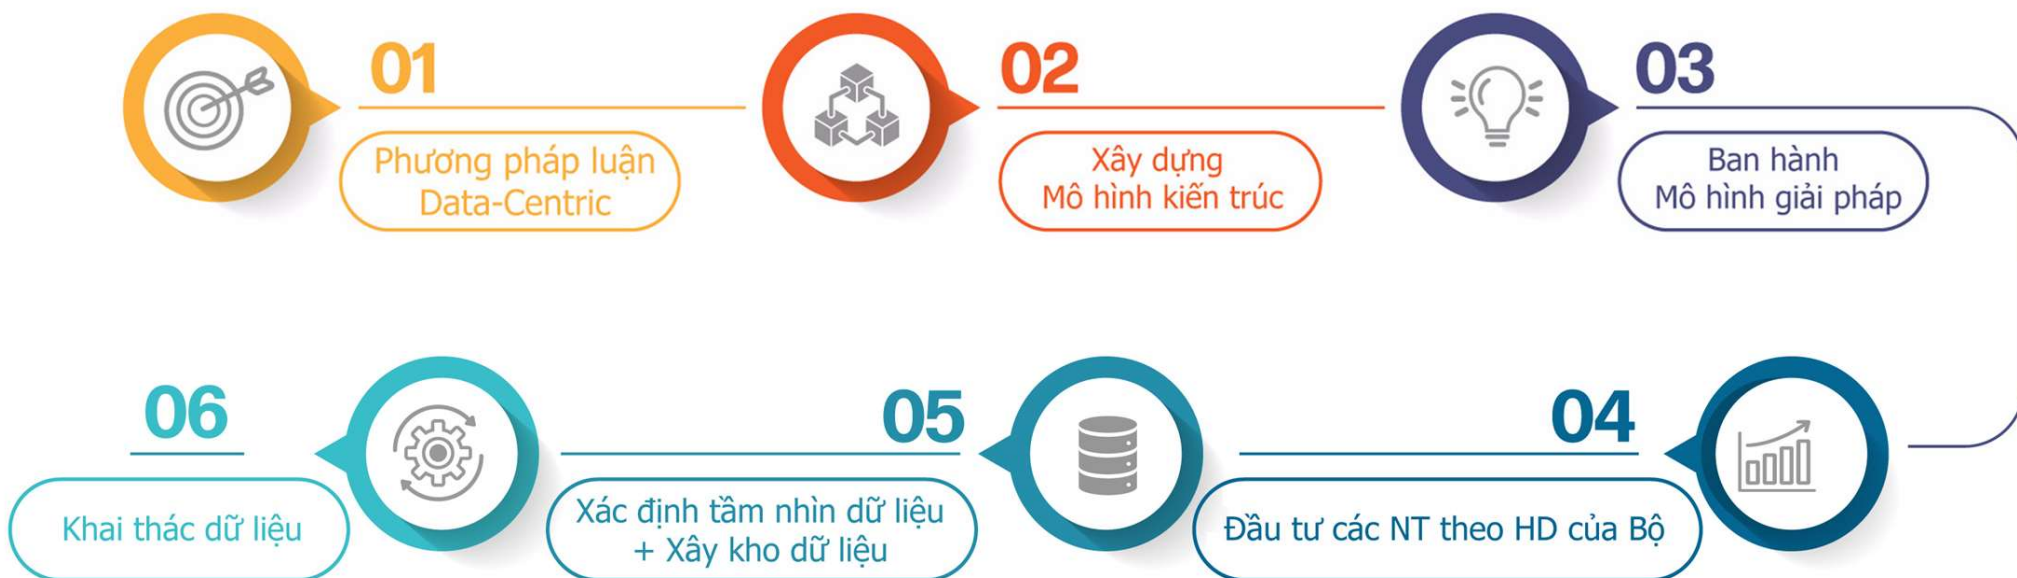 01
Phương pháp luận
Data-Centric
02
Xây dựng
Mô hình kiến trúc
03
Ban hành
Mô hình giải pháp
04
Đầu tư các NT theo HD của Bộ
05
Xác định tầm nhìn dữ liệu
+ Xây kho dữ liệu
06
Khai thác dữ liệu